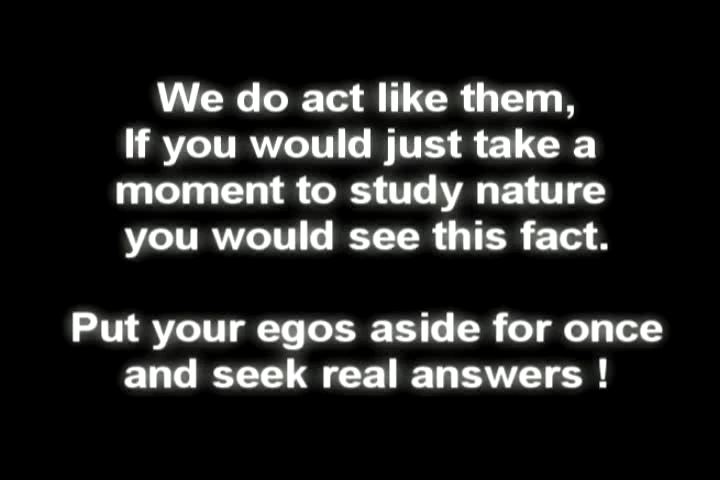 We do act like them,
If you would just take a
moment to study nature
you would see this fact.
Put your egos aside for once
and seek real answers !